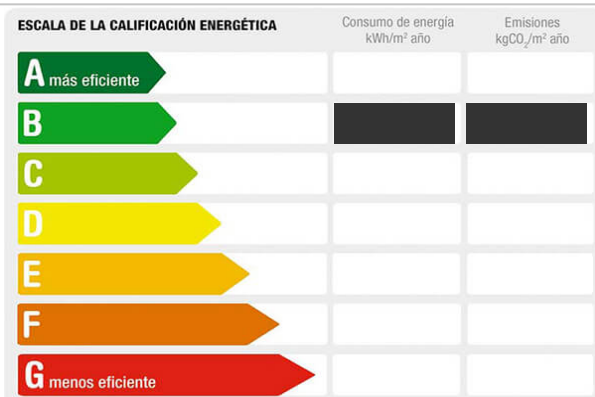 ESCALA DE LA CALIFICACIÓN ENERGÉTICA
Consumo de energía
kWh/m² año
Emisiones
kgCO₂/m² año
A más eficiente
B
C
D
E
F
G menos eficiente